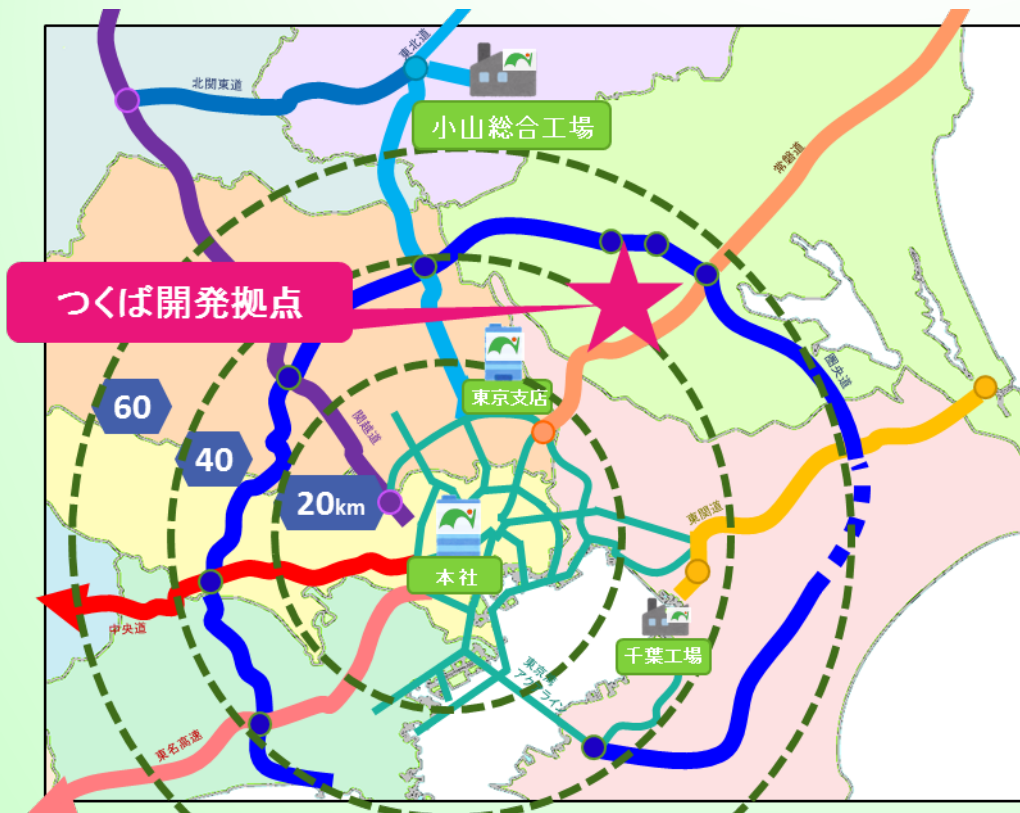 東北道
北関東道
小山総合工場
常磐道
つくば開発拠点
東京支店
圏央道
60
関越道
40
20km
東関道
本社
中央道
千葉工場
東京湾
アクアライン
東名高速